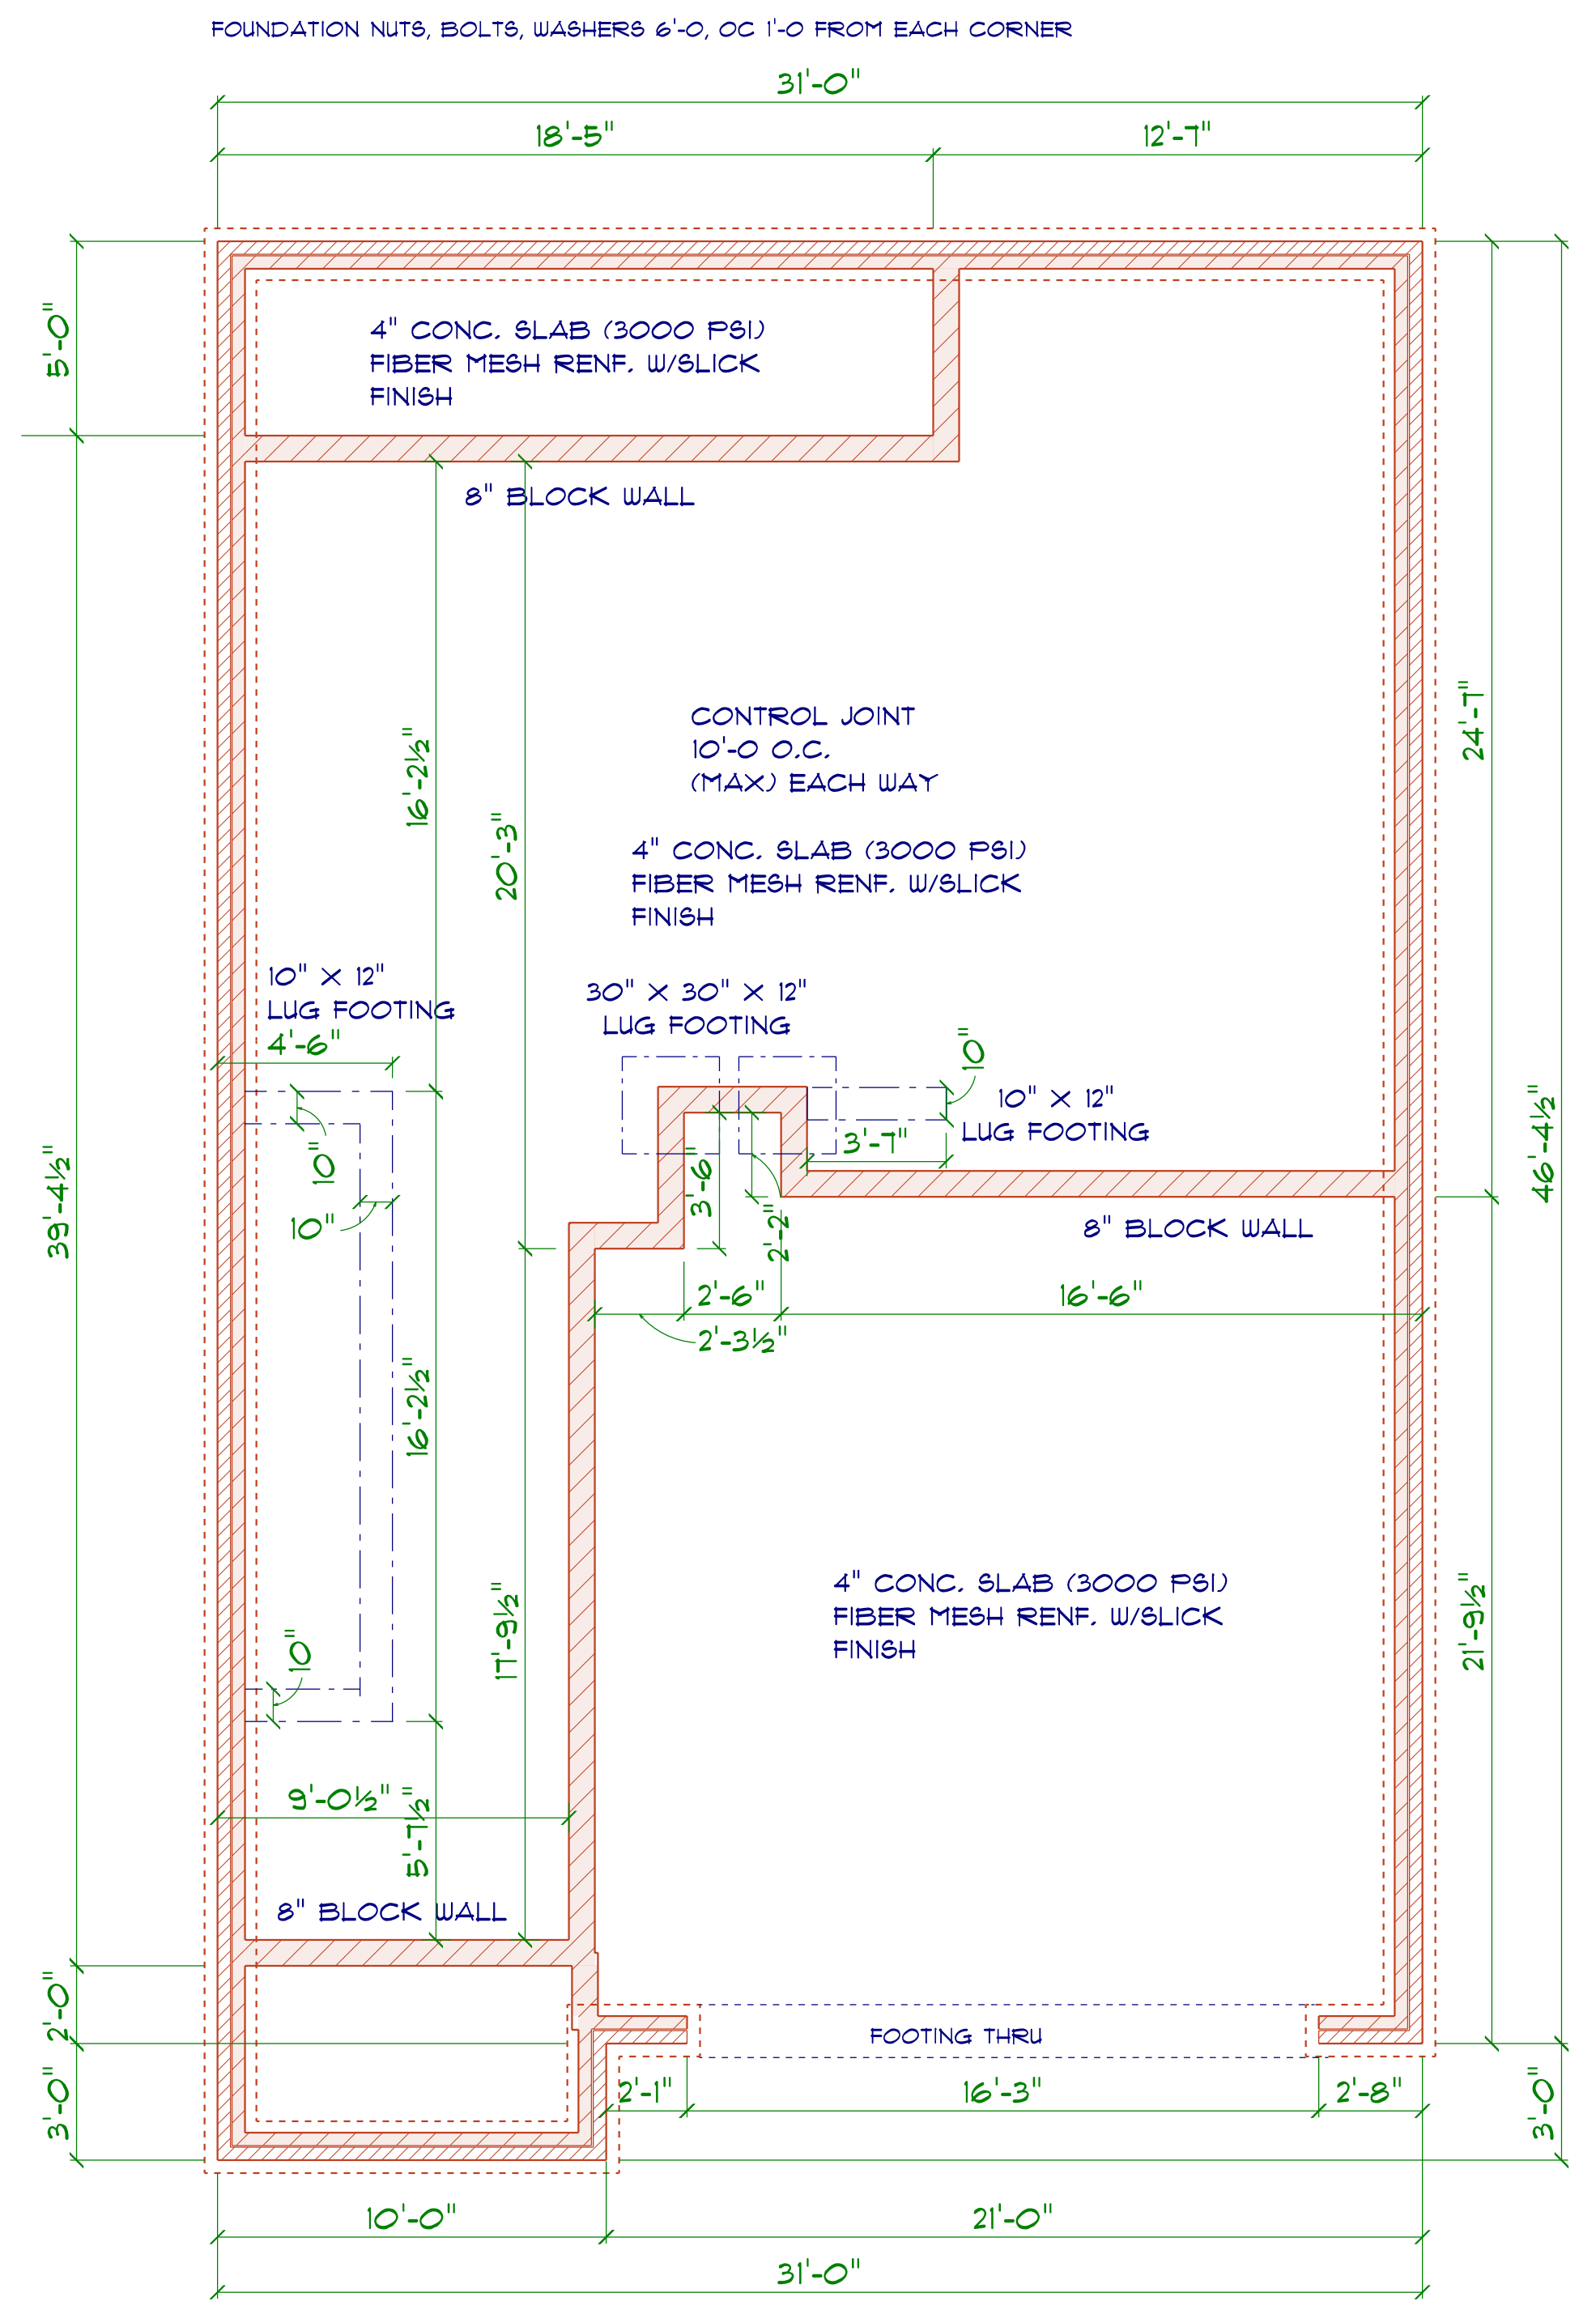 FOUNDATION NUTS, BOLTS, WASHERS 6'-0, OC 1'-0 FROM EACH CORNER
31'-0"
18'-5"
12'-7"
5'-0"
4" CONC. SLAB (3000 PSI)
FIBER MESH RENF. W/SLICK
FINISH
8" BLOCK WALL
24'-7"
16'-2½"
CONTROL JOINT
10'-0 O.C.
(MAX) EACH WAY
20'-3"
4" CONC. SLAB (3000 PSI)
FIBER MESH RENF. W/SLICK
FINISH
10" X 12"
LUG FOOTING
30" X 30" X 12"
LUG FOOTING
4'-6"
10"
10" X 12"
LUG FOOTING
3'-7"
46'-4½"
39'-4½"
10"
10"
3'-6"
2'-2"
8" BLOCK WALL
2'-6"
16'-6"
2'-3½"
16'-2½"
4" CONC. SLAB (3000 PSI)
FIBER MESH RENF. W/SLICK
FINISH
17'-9½"
21'-9½"
10"
9'-0½"
5'-7½"
8" BLOCK WALL
2'-0"
FOOTING THRU
3'-0"
2'-1"
16'-3"
2'-8"
3'-0"
10'-0"
21'-0"
31'-0"